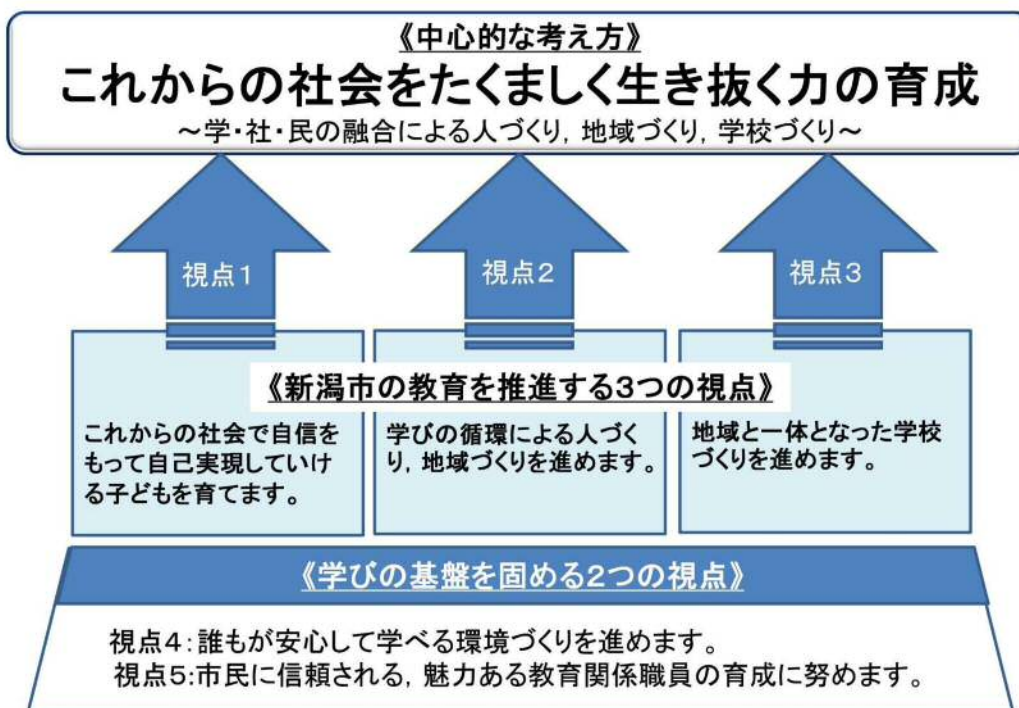 《中心的な考え方》
これからの社会をたくましく生き抜く力の育成
～学・社・民の融合による人づくり，地域づくり，学校づくり～
視点１
視点２
視点３
《新潟市の教育を推進する3つの視点》
これからの社会で自信を
もって自己実現していけ
る子どもを育てます。
学びの循環による人づく
り，地域づくりを進めます。
地域と一体となった学校
づくりを進めます。
《学びの基盤を固める2つの視点》
視点４：誰もが安心して学べる環境づくりを進めます。
視点5：市民に信頼される，魅力ある教育関係職員の育成に努めます。